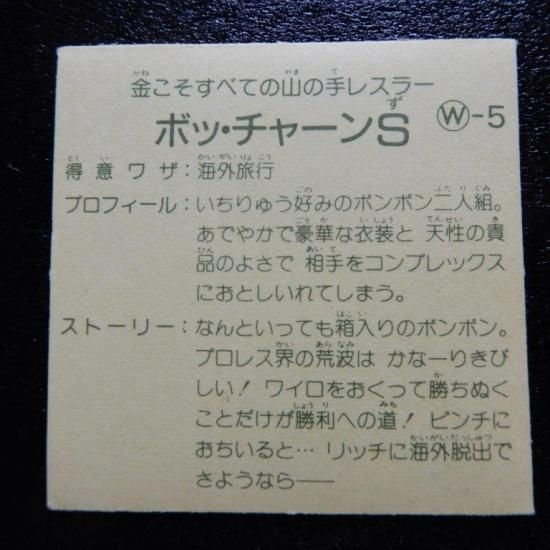 金こそすべての山の手レスラー
ボッ・チャーンS Ⓦ-5
得意ワザ：海外旅行
プロフィール：いちりゅう好みのボンボン二人組。
あでやかで豪華な衣装と 天性の貴
品のよさで 相手をコンプレックス
におとしいれてしまう。
ストーリー：なんといっても箱入りのボンボン。
プロレス界の荒波は かなーりきび
しい！ ワイロをおくって勝ちぬく
ことだけが勝利への道！ ピンチに
おちいると… リッチに海外脱出で
さようなら──